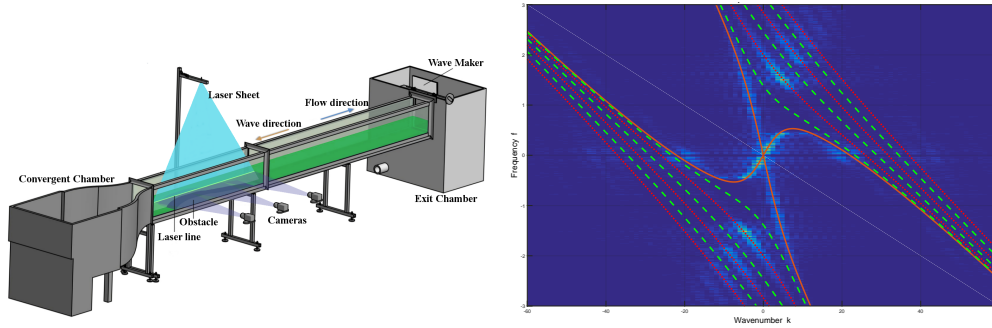 Wave Maker
Laser Sheet
Flow direction
Wave direction
Convergent Chamber
Exit Chamber
Cameras
Obstacle
Laser line
3
2
1
0
-1
-2
-3
Frequency f
-60
-40
-20
0
20
40
Wavenumber k